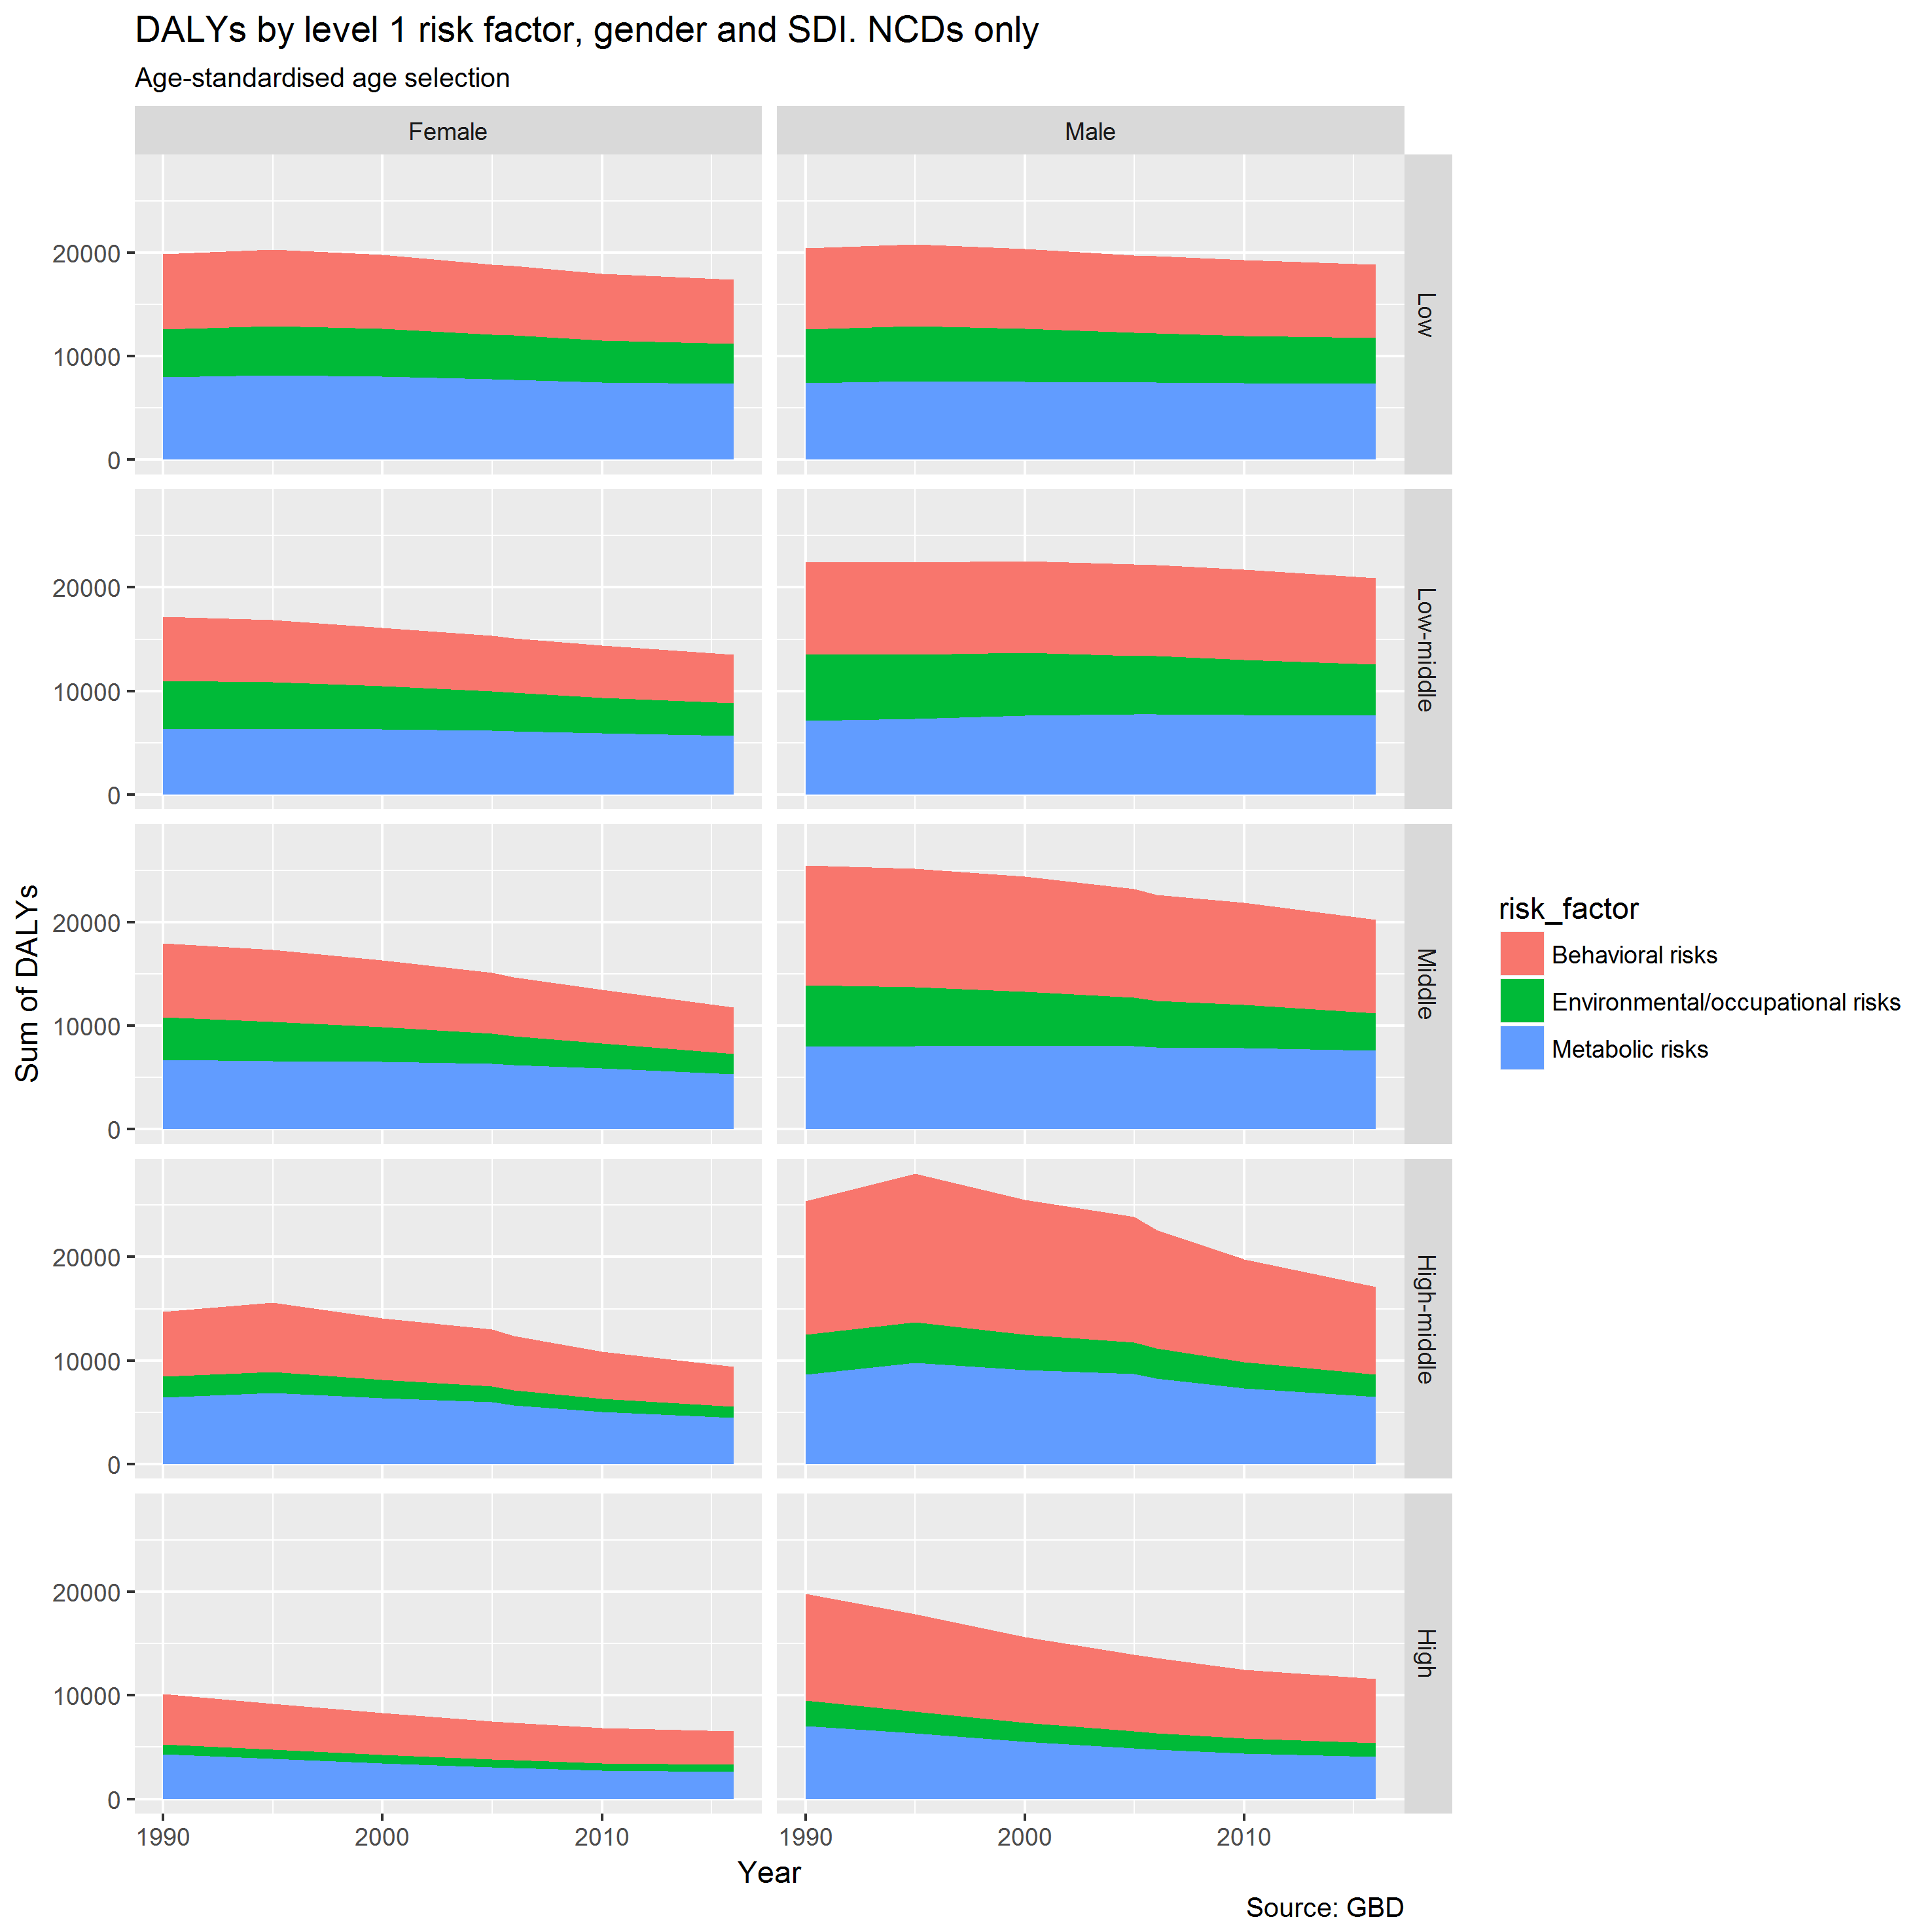 DALYs by level 1 risk factor, gender and SDI. NCDs only
Age-standardised age selection
Female
Male
20000
10000
0
Low
20000
10000
0
Low-middle
Sum of DALYs
20000
10000
0
Middle
20000
10000
0
High-middle
20000
10000
0
High
1990
2000
2010
1990
2000
2010
Year
risk_factor
Behavioral risks
Environmental/occupational risks
Metabolic risks
Source: GBD